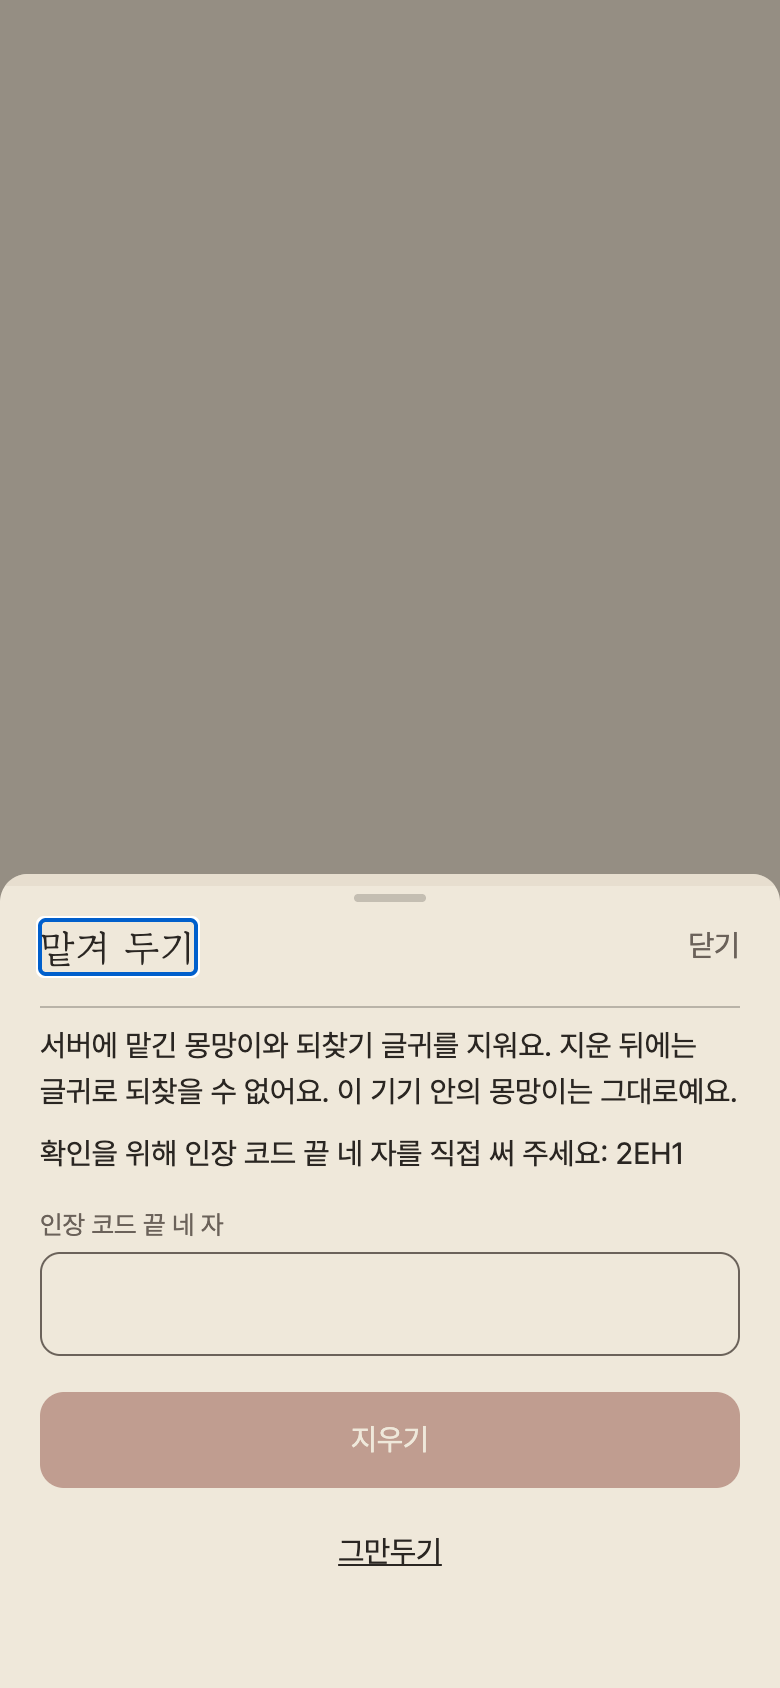 맡겨 두기
닫기
서버에 맡긴 몽망이와 되찾기 글귀를 지워요. 지운 뒤에는
글귀로 되찾을 수 없어요. 이 기기 안의 몽망이는 그대로예요.
확인을 위해 인장 코드 끝 네 자를 직접 써 주세요: 2EH1
인장 코드 끝 네 자
지우기
그만두기